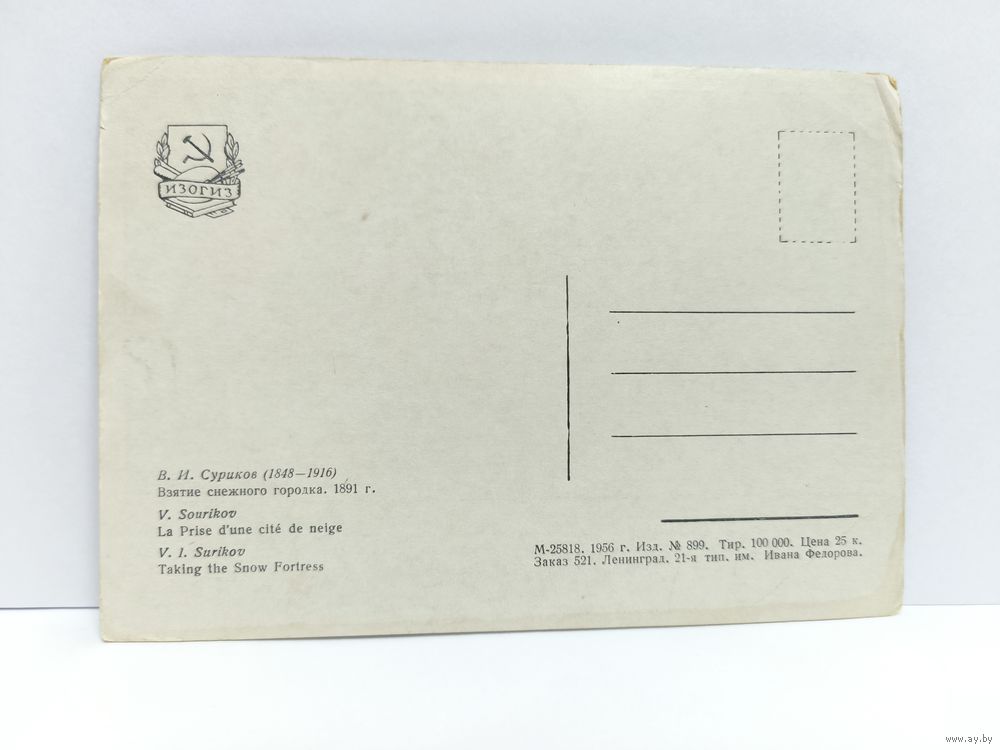 ИЗОГИЗ
В. И. Суриков (1848—1916)
Взятие снежного городка. 1891 г.
V. Sourikov
La Prise d'une cité de neige
V. I. Surikov
Taking the Snow Fortress
М-25818. 1956 г. Изд. № 899. Тир. 100 000. Цена 25 к.
Заказ 521. Ленинград. 21-я тип. им. Ивана Федорова.
www.ay.by